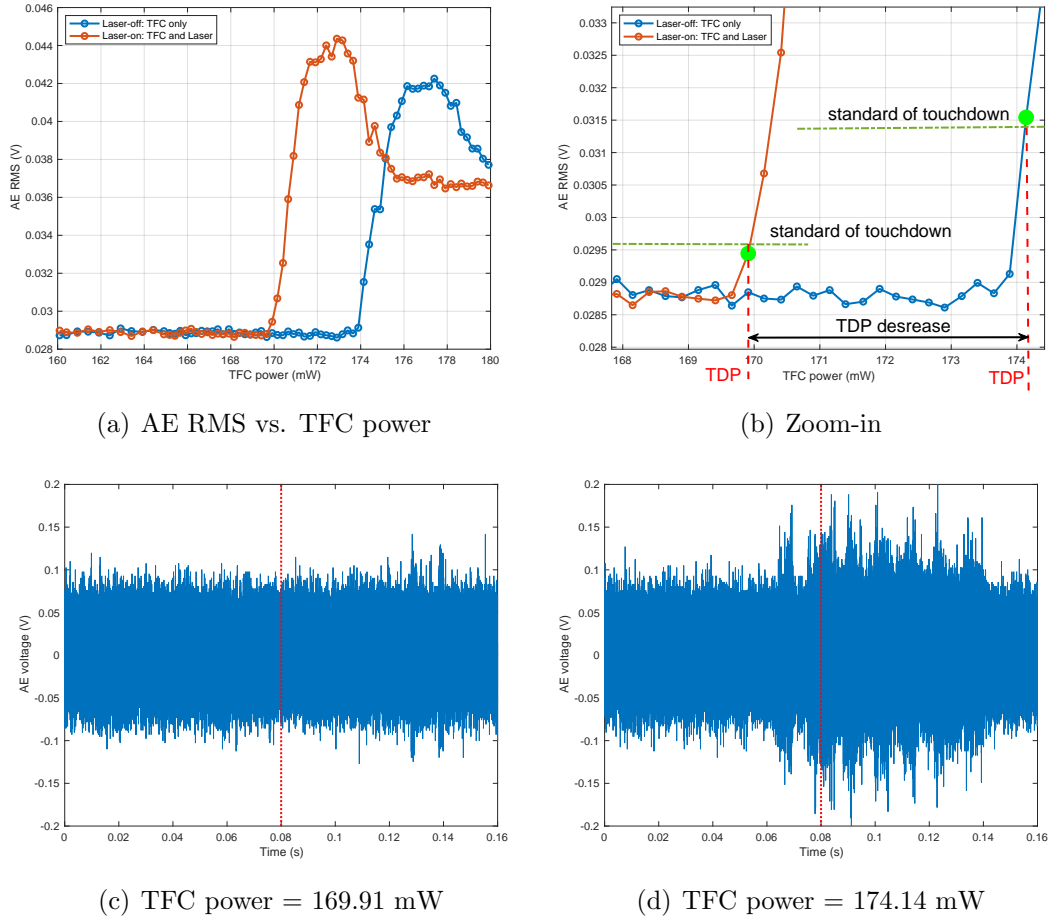 Laser-off: TFC only
Laser-on: TFC and Laser
0.046
0.044
0.042
0.04
0.038
0.036
0.034
0.032
0.03
0.028
AE RMS (V)
160 162 164 166 168 170 172 174 176 178 180
TFC power (mW)
(a) AE RMS vs. TFC power
Laser-off: TFC only
Laser-on: TFC and Laser
0.033
0.0325
0.032
0.0315
0.031
0.0305
0.03
0.0295
0.029
0.0285
0.028
AE RMS (V)
standard of touchdown
standard of touchdown
TDP desrease
168 169 170 171 172 173 174
TFC power (mW)
TDP
TDP
(b) Zoom-in
0.2
0.15
0.1
0.05
0
-0.05
-0.1
-0.15
-0.2
AE voltage (V)
0 0.02 0.04 0.06 0.08 0.1 0.12 0.14 0.16
Time (s)
(c) TFC power = 169.91 mW
0.2
0.15
0.1
0.05
0
-0.05
-0.1
-0.15
-0.2
AE voltage (V)
0 0.02 0.04 0.06 0.08 0.1 0.12 0.14 0.16
Time (s)
(d) TFC power = 174.14 mW